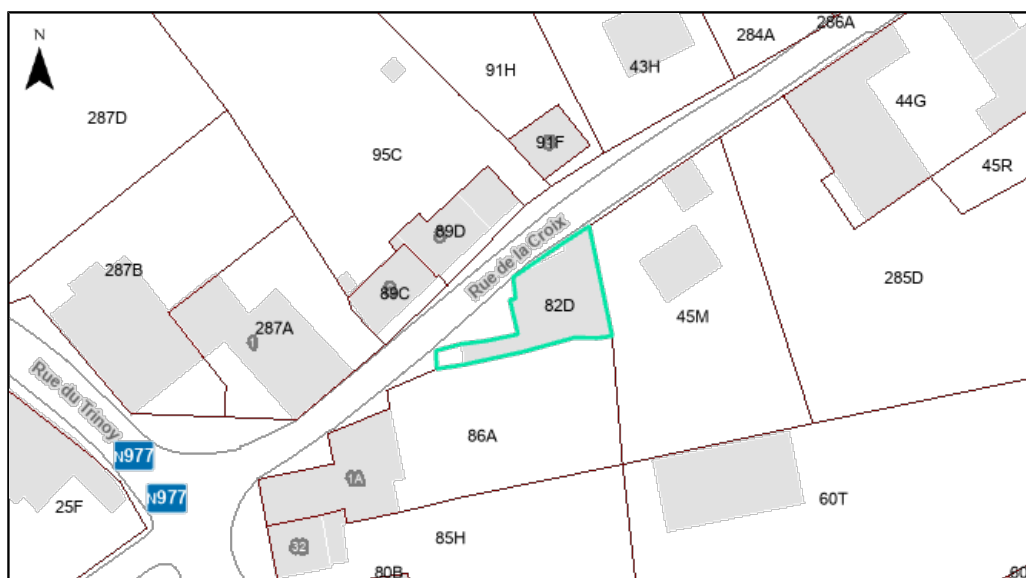 N
286A
284A
43H
91H
44G
287D
91F
95C
45R
89D
Rue de la Croix
287B
285D
89C
82D
45M
287A
1
Rue du Trinoy
86A
N977
1A
N977
60T
25F
85H
32
80B